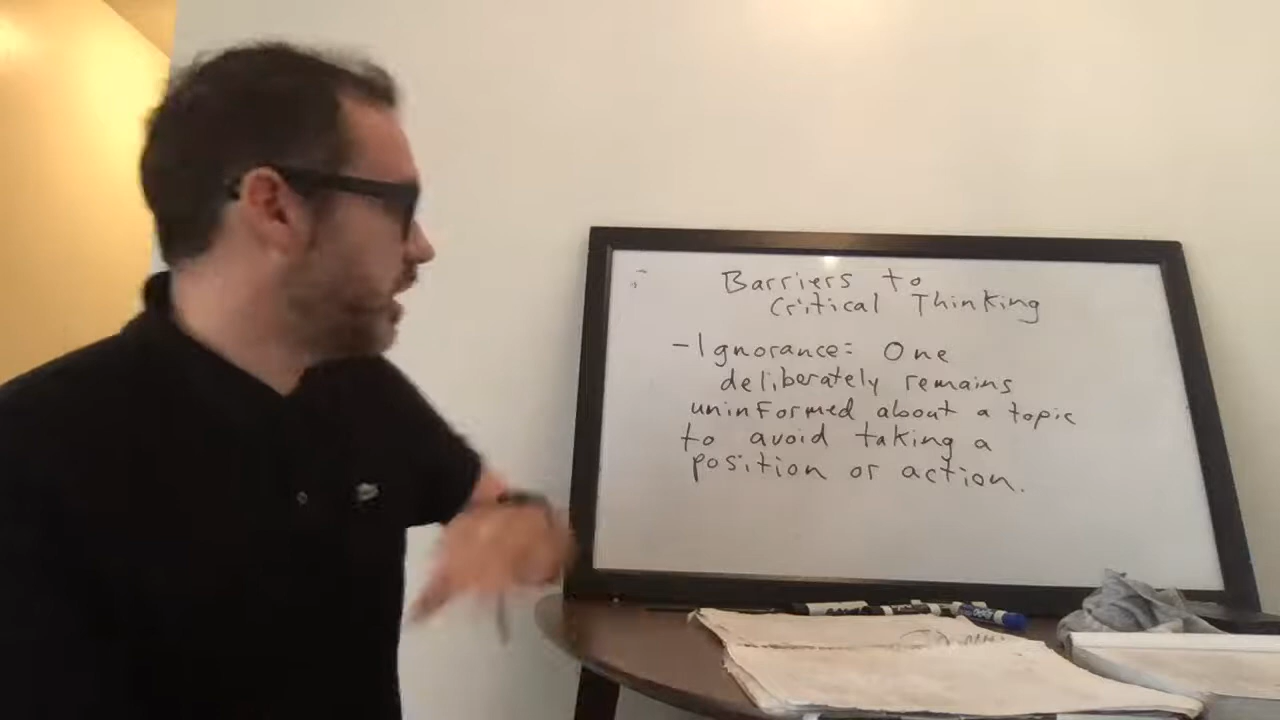 Barriers to
Critical Thinking
- Ignorance: One
deliberately remains
uninformed about a topic
to avoid taking a
position or action.